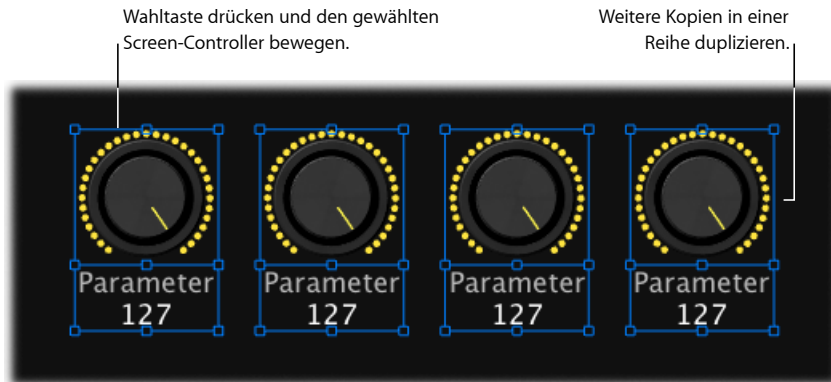 Wahltaste drücken und den gewählten
Screen-Controller bewegen.
Weitere Kopien in einer
Reihe duplizieren.
Parameter
127
Parameter
127
Parameter
127
Parameter
127